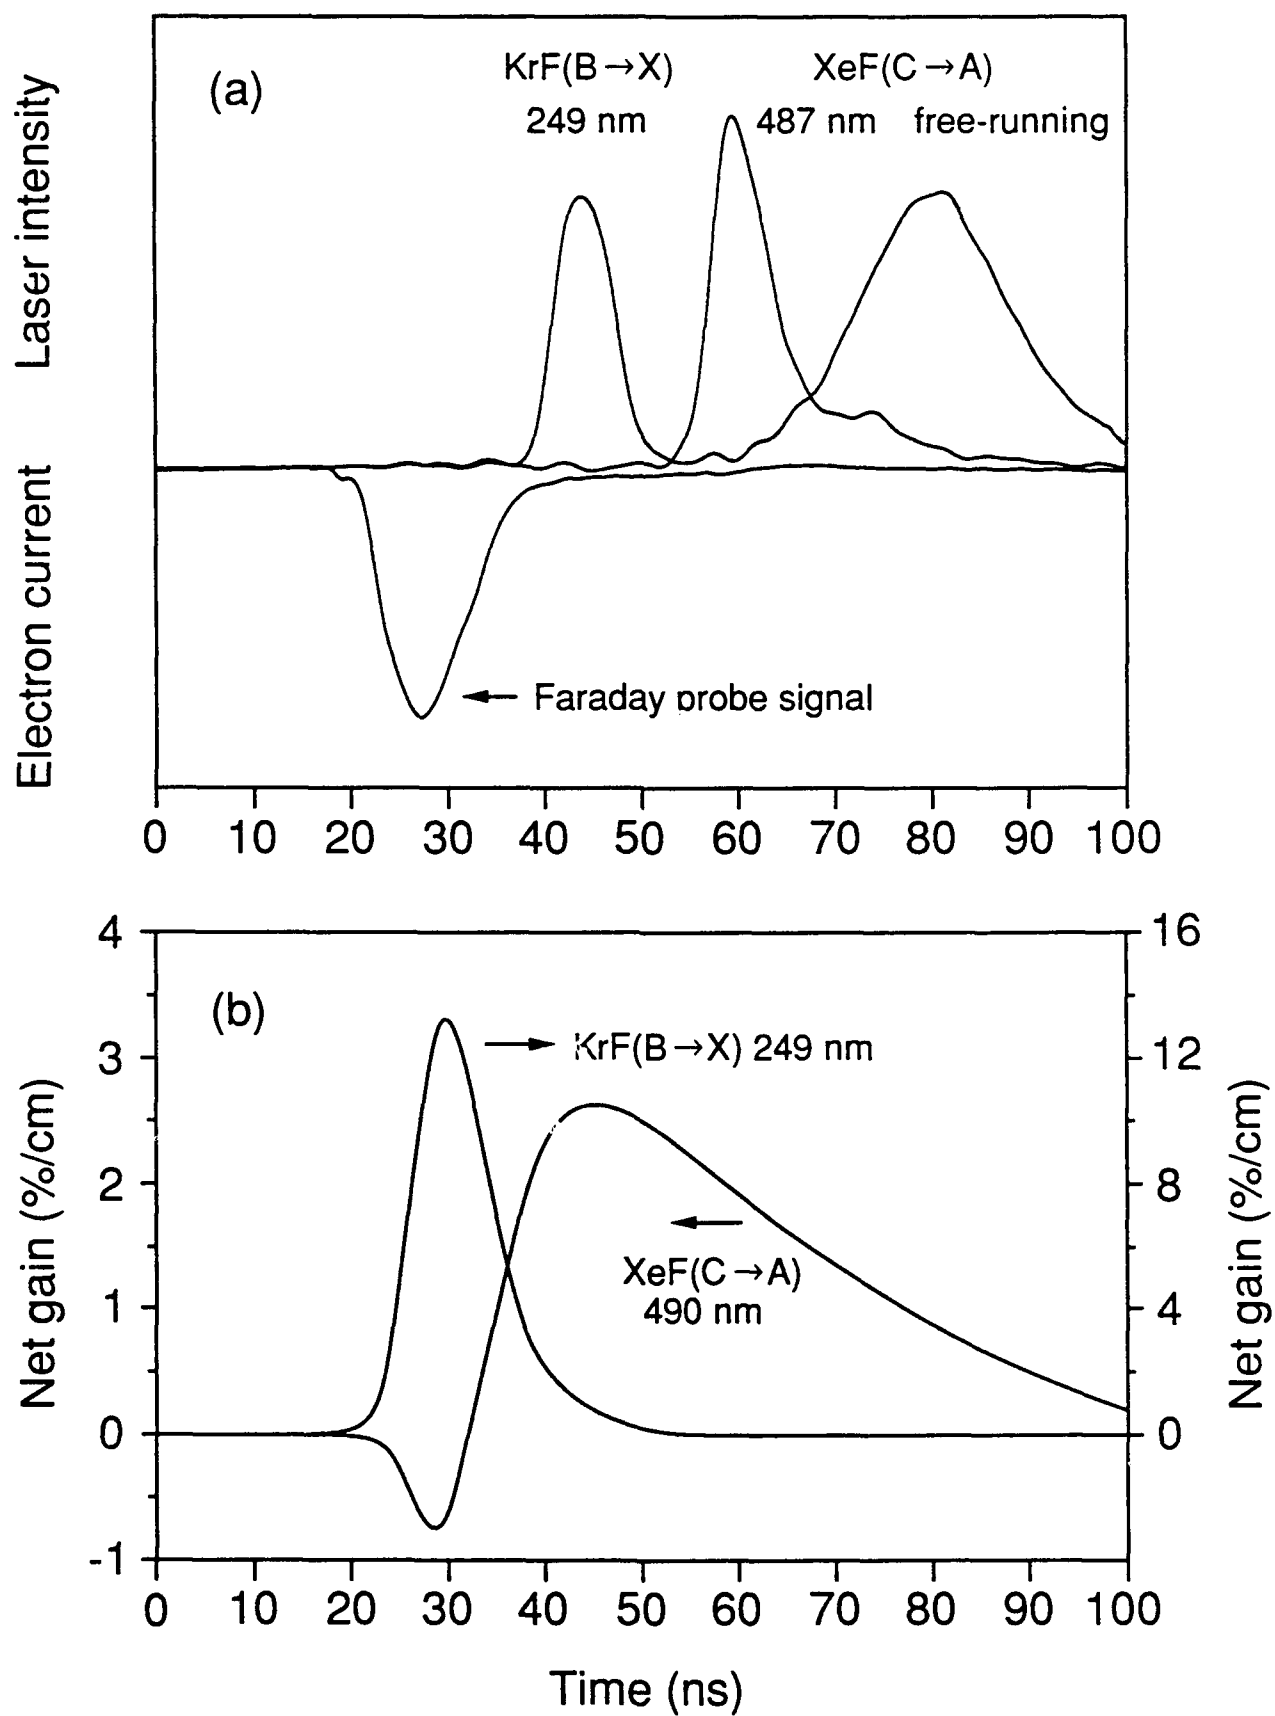 (a)
KrF(B→X)
249 nm
XeF(C→A)
487 nm free-running
Laser intensity
Electron current
Faraday probe signal
0 10 20 30 40 50 60 70 80 90 100
(b)
4
3
2
1
0
-1
16
12
8
4
0
KrF(B→X) 249 nm
XeF(C→A)
490 nm
Net gain (%/cm)
Net gain (%/cm)
0 10 20 30 40 50 60 70 80 90 100
Time (ns)